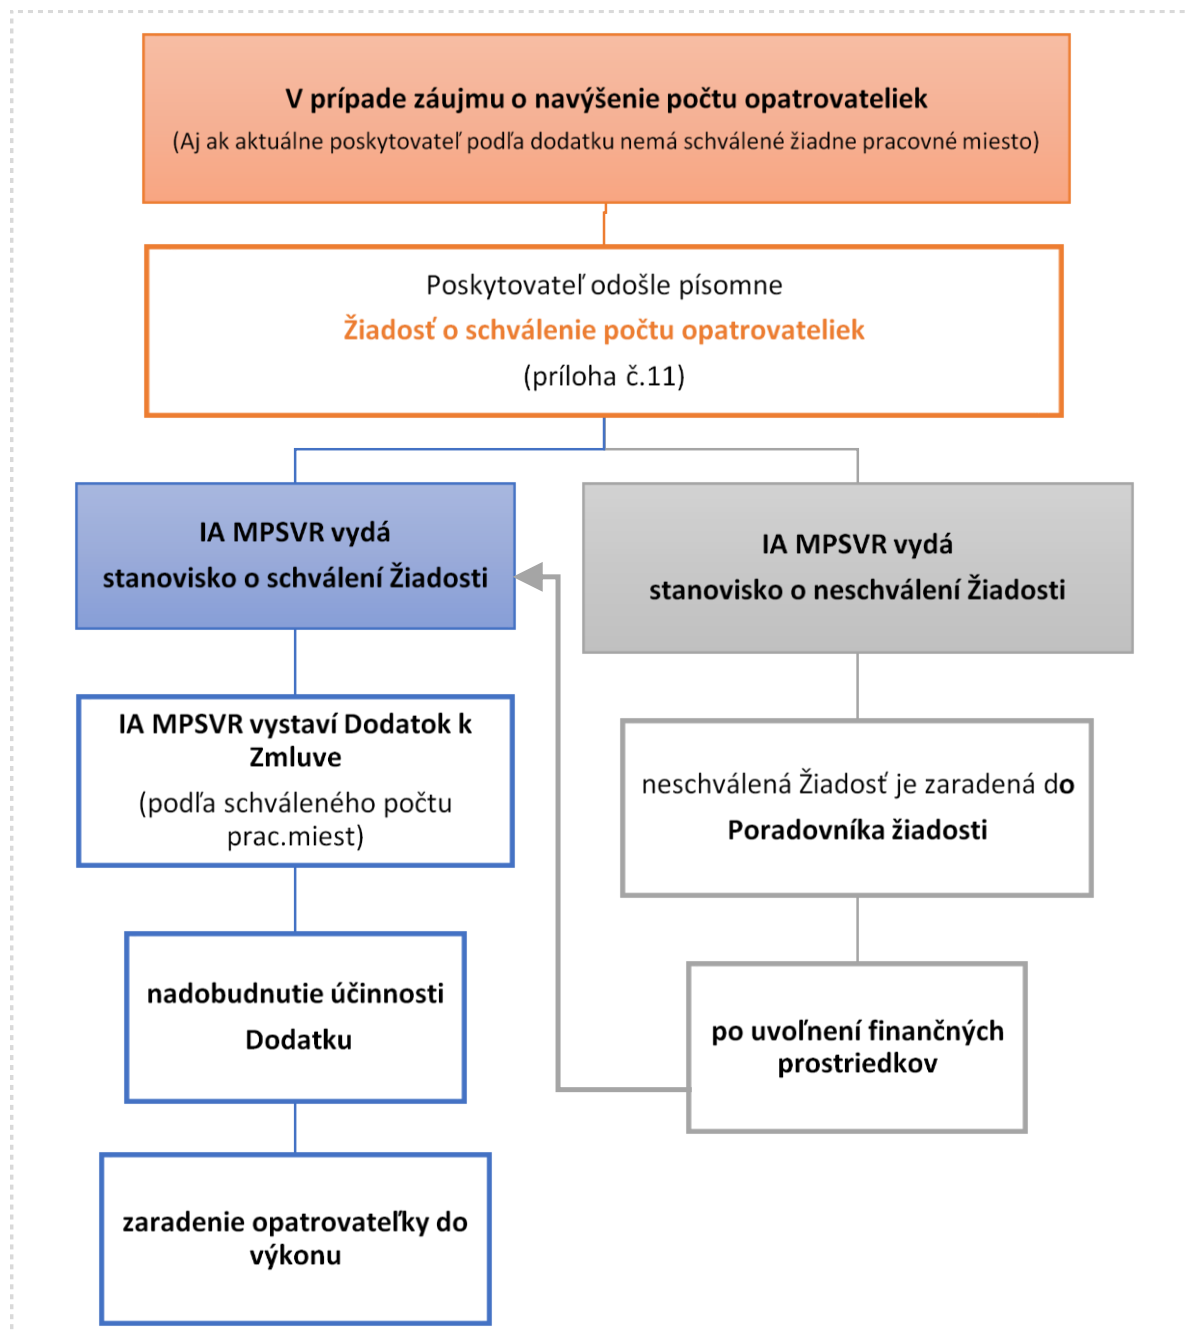 V prípade záujmu o navýšenie počtu opatrovateliek
(Aj ak aktuálne poskytovateľ podľa dodatku nemá schválené žiadne pracovné miesto)
Poskytovateľ odošle písomne
Žiadosť o schválenie počtu opatrovateliek
(príloha č.11)
IA MPSVR vydá
stanovisko o schválení Žiadosti
IA MPSVR vystaví Dodatok k
Zmluve
(podľa schváleného počtu
prac.miest)
nadobudnutie účinnosti
Dodatku
zaradenie opatrovateľky do
výkonu
IA MPSVR vydá
stanovisko o neschválení Žiadosti
neschválená Žiadosť je zaradená do
Poradovníka žiadosti
po uvoľnení finančných
prostriedkov